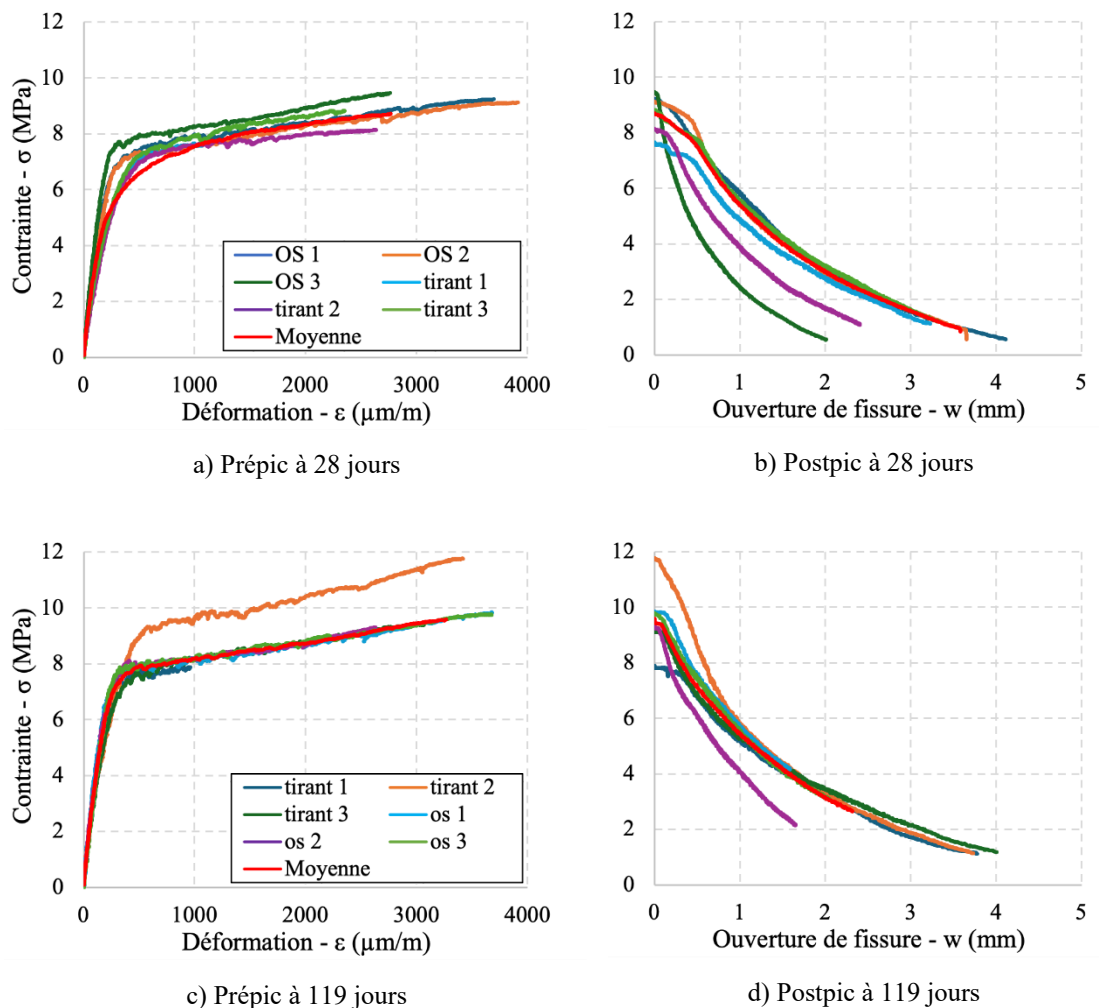 12
10
8
6
4
2
0
Contrainte - σ (MPa)
OS 1
OS 2
OS 3
tirant 1
tirant 2
tirant 3
Moyenne
0 1000 2000 3000 4000
Déformation - ε (µm/m)
a) Prépic à 28 jours
12
10
8
6
4
2
0
0 1 2 3 4 5
Ouverture de fissure - w (mm)
b) Postpic à 28 jours
12
10
8
6
4
2
0
Contrainte - σ (MPa)
tirant 1
tirant 2
tirant 3
os 1
os 2
os 3
Moyenne
0 1000 2000 3000 4000
Déformation - ε (µm/m)
c) Prépic à 119 jours
12
10
8
6
4
2
0
0 1 2 3 4 5
Ouverture de fissure - w (mm)
d) Postpic à 119 jours